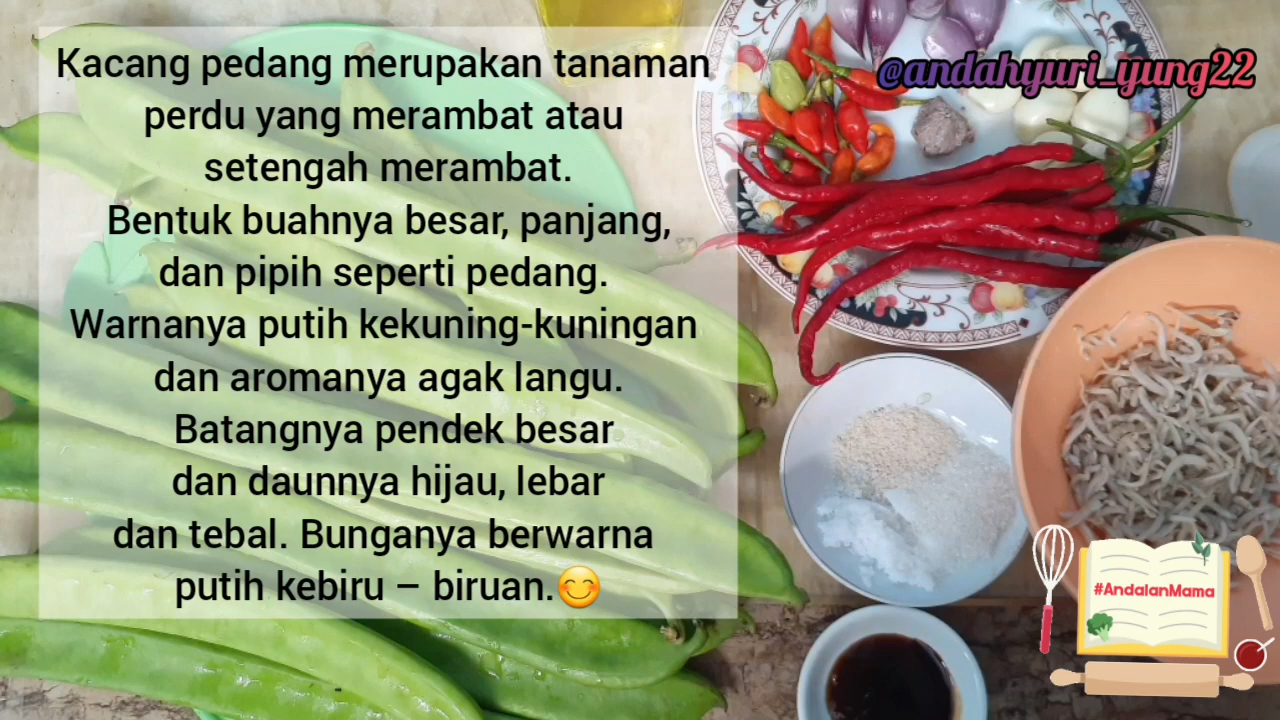 Kacang pedang merupakan tanaman
perdu yang merambat atau
setengah merambat.
Bentuk buahnya besar, panjang,
dan pipih seperti pedang.
Warnanya putih kekuning-kuningan
dan aromanya agak langu.
Batangnya pendek besar
dan daunnya hijau, lebar
dan tebal. Bunganya berwarna
putih kebiru – biruan.😊
@andahyuri_yung22
#AndalanMama